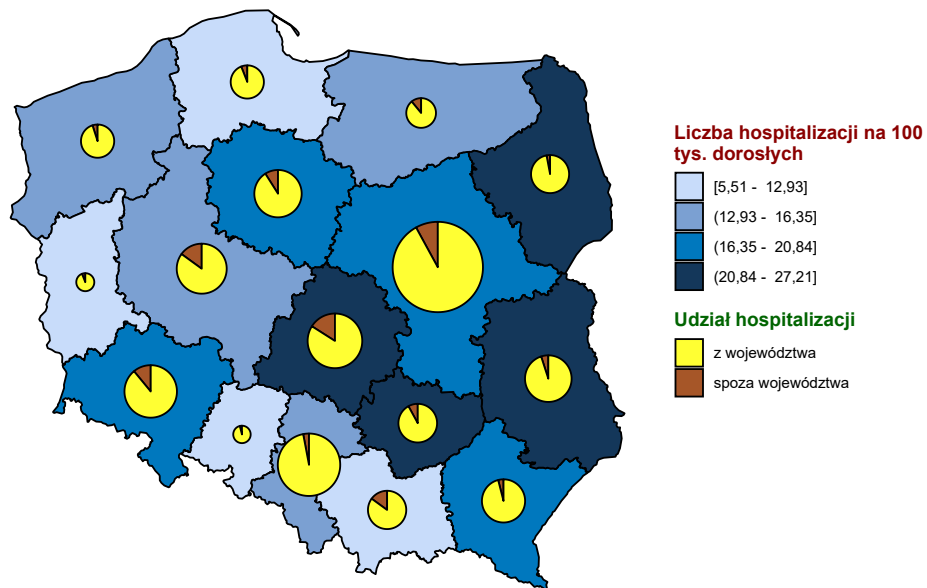 Liczba hospitalizacji na 100
tys. dorosłych
[5,51 - 12,93]
(12,93 - 16,35]
(16,35 - 20,84]
(20,84 - 27,21]
Udział hospitalizacji
z województwa
spoza województwa